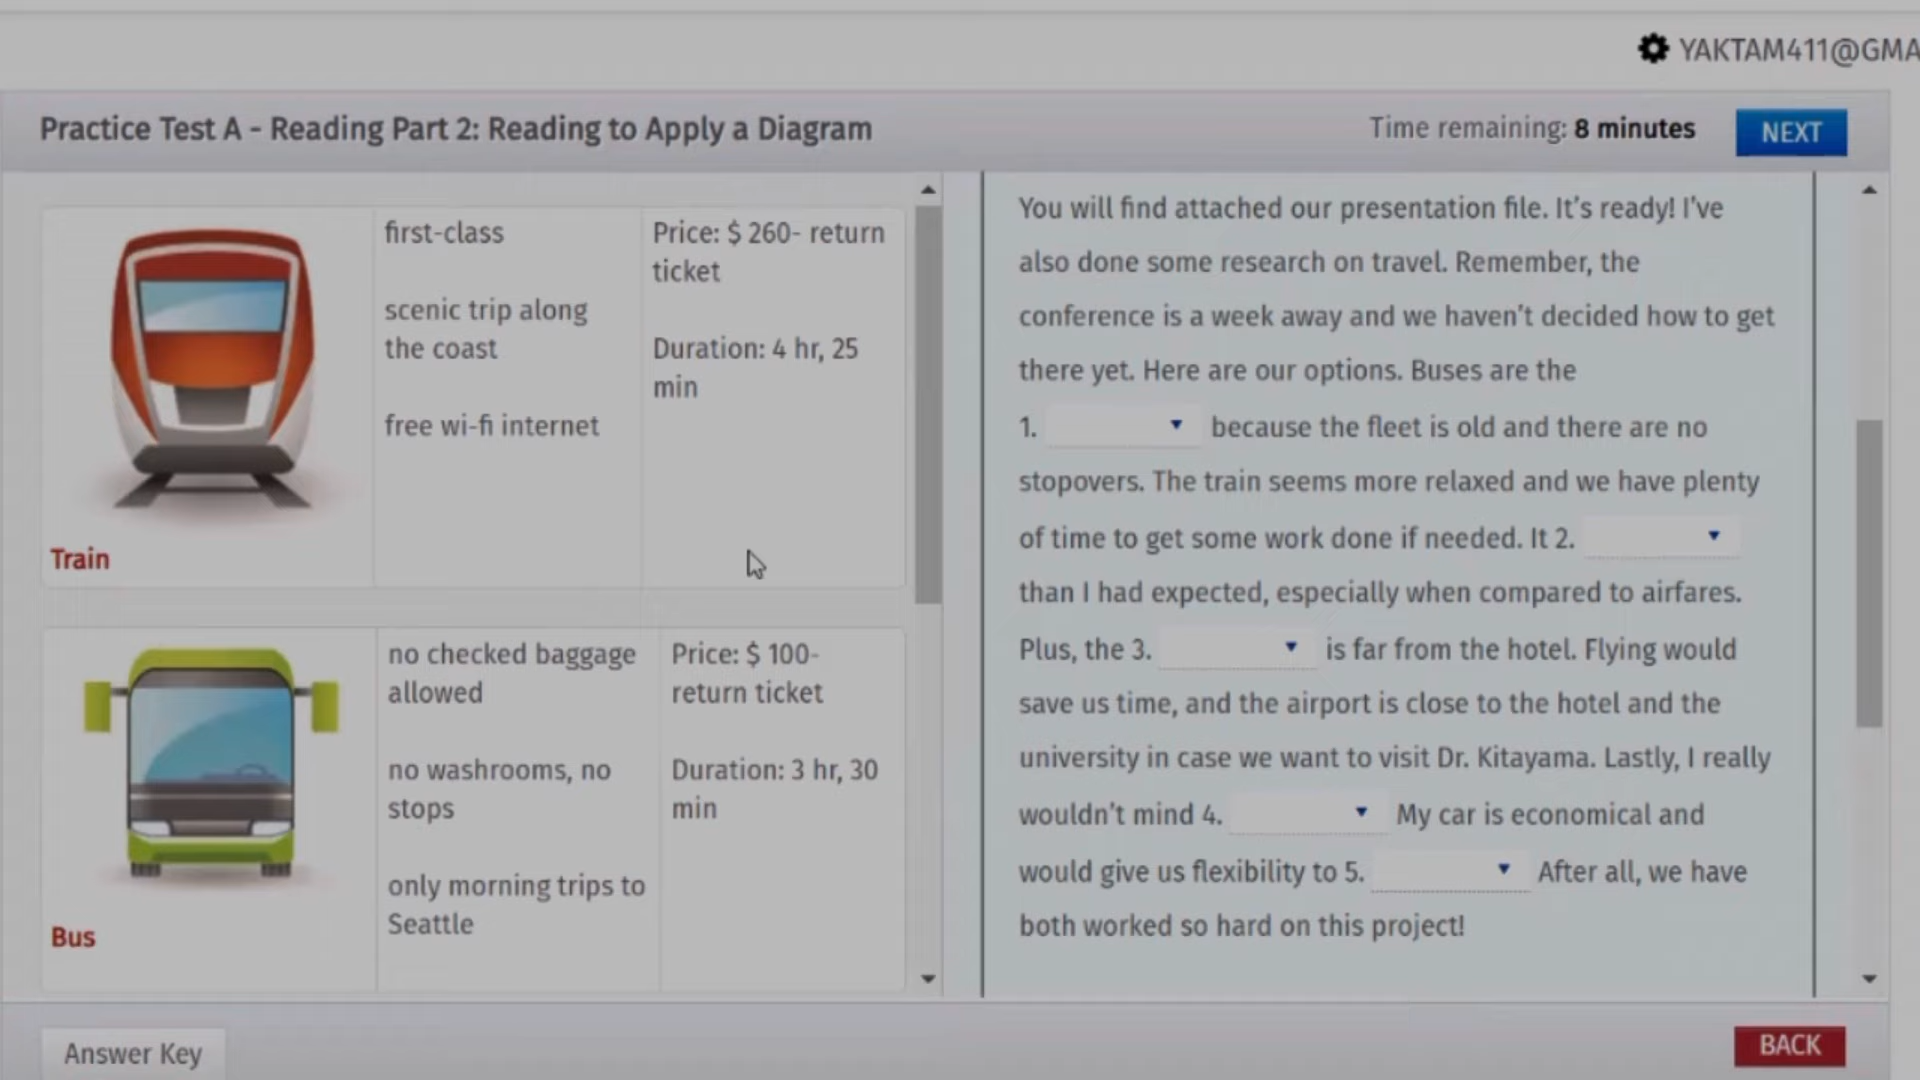 YAKTAM411@GMA
Practice Test A - Reading Part 2: Reading to Apply a Diagram
Time remaining: 8 minutes
NEXT
first-class
scenic trip along
the coast
free wi-fi internet
Price: $ 260- return
ticket
Duration: 4 hr, 25
min
Train
no checked baggage
allowed
no washrooms, no
stops
only morning trips to
Seattle
Price: $ 100-
return ticket
Duration: 3 hr, 30
min
Bus
You will find attached our presentation file. It's ready! I've
also done some research on travel. Remember, the
conference is a week away and we haven't decided how to get
there yet. Here are our options. Buses are the
1. because the fleet is old and there are no
stopovers. The train seems more relaxed and we have plenty
of time to get some work done if needed. It 2.
than I had expected, especially when compared to airfares.
Plus, the 3. is far from the hotel. Flying would
save us time, and the airport is close to the hotel and the
university in case we want to visit Dr. Kitayama. Lastly, I really
wouldn't mind 4. My car is economical and
would give us flexibility to 5. After all, we have
both worked so hard on this project!
Answer Key
BACK